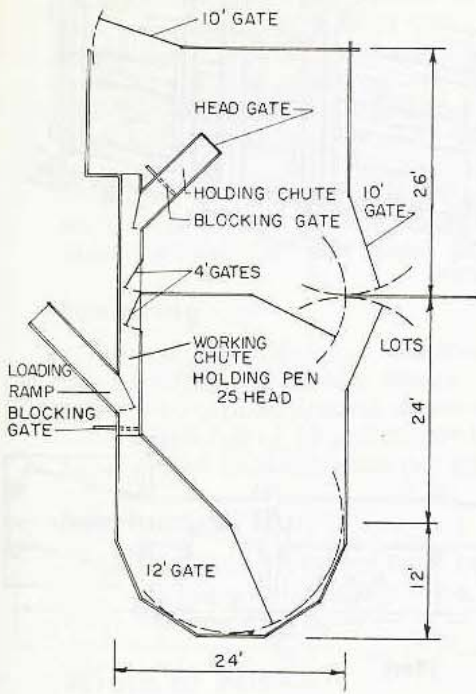 10' GATE
HEAD GATE
HOLDING CHUTE
BLOCKING GATE
10'
GATE
26'
4' GATES
WORKING
CHUTE
LOTS
LOADING
RAMP
HOLDING PEN
25 HEAD
BLOCKING
GATE
24'
12' GATE
12'
24'